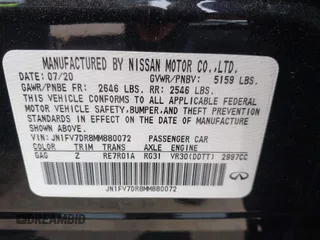 MANUFACTURED BY NISSAN MOTOR CO.,LTD.
DATE: 07/20 GVWR/PNBV: 5159 LBS.
GAWR/PNBE FR: 2646 LBS. RR: 2546 LBS.
THIS VEHICLE CONFORMS TO ALL APPLICABLE FEDERAL
MOTOR VEHICLE SAFETY, BUMPER, AND THEFT PREVENTION
STANDARDS IN EFFECT ON THE DATE OF
MANUFACTURE SHOWN ABOVE.
VIN: JN1FV7DR8MM880072 PASSENGER CAR
COLOR TRIM TRANS AXLE ENGINE
GAG Z RE7R01A RG31 VR30(DDTT) 2997CC
JN1FV7DR8MM880072
DREAMBID